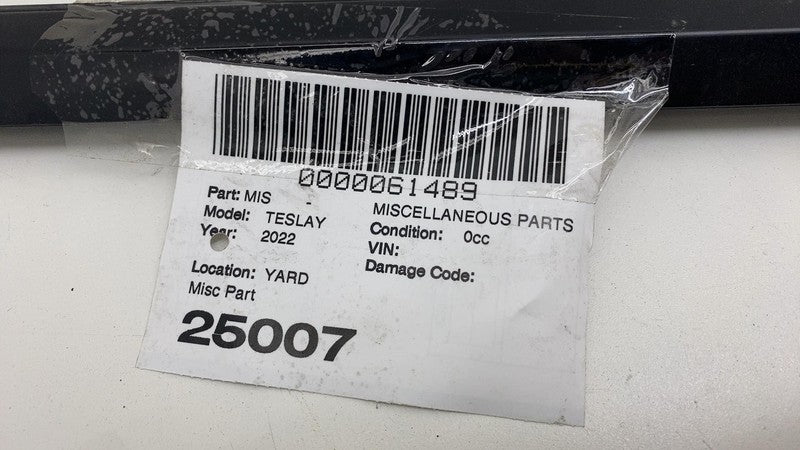 0000061489
Part: MIS - MISCELLANEOUS PARTS
Model: TESLAY Condition: 0cc
Year: 2022 VIN:
Location: YARD Damage Code:
Misc Part
25007